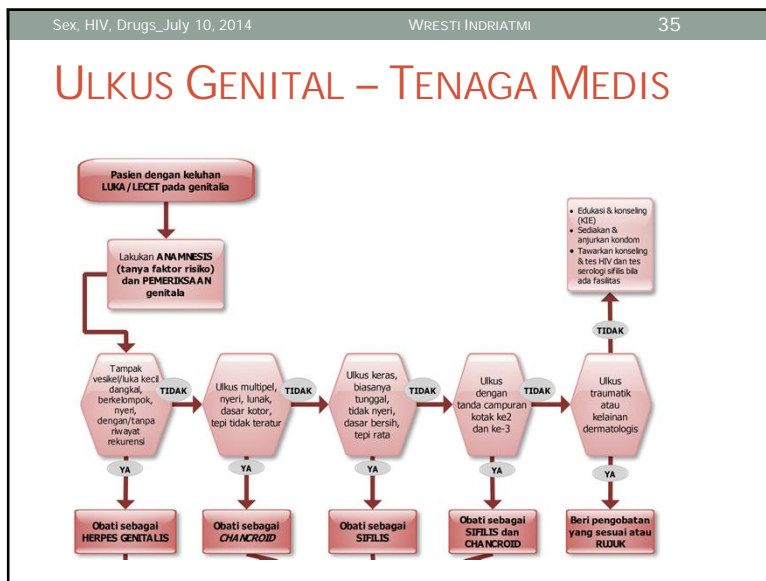 Sex, HIV, Drugs_July 10, 2014 WRESTI INDRIATMI 35
ULKUS GENITAL – TENAGA MEDIS
Pasien dengan keluhan
LUKA/LECET pada genitalia
Lakukan ANAMNESIS
(tanya faktor risiko)
dan PEMERIKSAAN
genitala
• Edukasi & konseling
(KIE)
• Sediakan &
anjurkan kondom
• Tawarkan konseling
& tes HIV dan tes
serologi sifilis bila
ada fasilitas
TIDAK
Tampak
vesikel/luka kecil
dangkal,
berkelompok,
nyeri,
dengan/tanpa
riwayat
rekurensi
TIDAK
Ulkus multipel,
nyeri, lunak,
dasar kotor,
tepi tidak teratur
TIDAK
Ulkus keras,
biasanya
tunggal,
tidak nyeri,
dasar bersih,
tepi rata
TIDAK
Ulkus
dengan
tanda campuran
kotak ke2
dan ke-3
TIDAK
Ulkus
traumatik
atau
kelainan
dermatologis
YA
YA
YA
YA
YA
Obati sebagai
HERPES GENITALIS
Obati sebagai
CHANCROID
Obati sebagai
SIFILIS
Obati sebagai
SIFILIS dan
CHANCROID
Beri pengobatan
yang sesuai atau
RUJUK